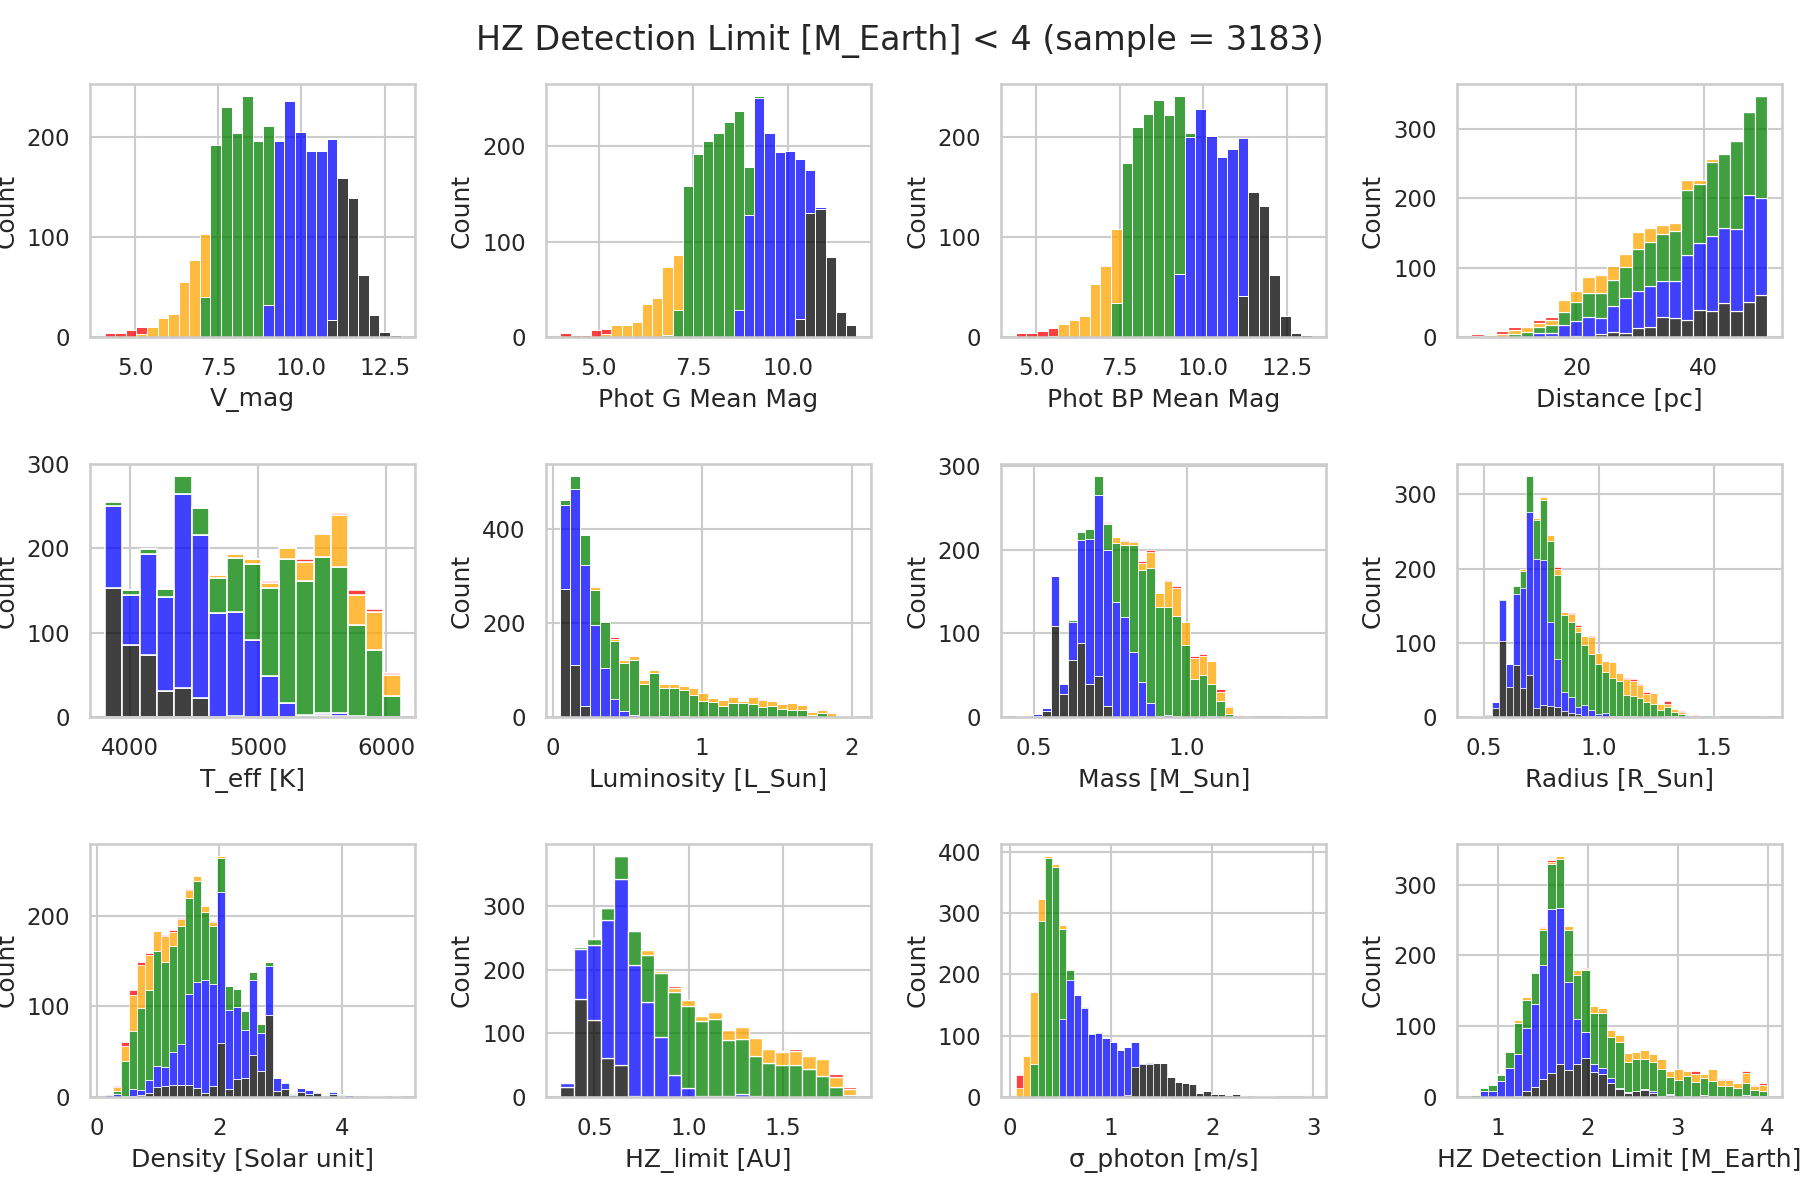 HZ Detection Limit [M_Earth] < 4 (sample = 3183)
Count
200
100
0
5.0 7.5 10.0 12.5
V_mag
Count
200
100
0
5.0 7.5 10.0
Phot G Mean Mag
Count
200
100
0
5.0 7.5 10.0 12.5
Phot BP Mean Mag
Count
300
200
100
0
20 40
Distance [pc]
Count
300
200
100
0
4000 5000 6000
T_eff [K]
Count
400
200
0
0 1 2
Luminosity [L_Sun]
Count
300
200
100
0
0.5 1.0
Mass [M_Sun]
Count
300
200
100
0
0.5 1.0 1.5
Radius [R_Sun]
Count
200
100
0
0 2 4
Density [Solar unit]
Count
300
200
100
0
0.5 1.0 1.5
HZ_limit [AU]
Count
400
300
200
100
0
0 1 2 3
σ_photon [m/s]
Count
300
200
100
0
1 2 3 4
HZ Detection Limit [M_Earth]